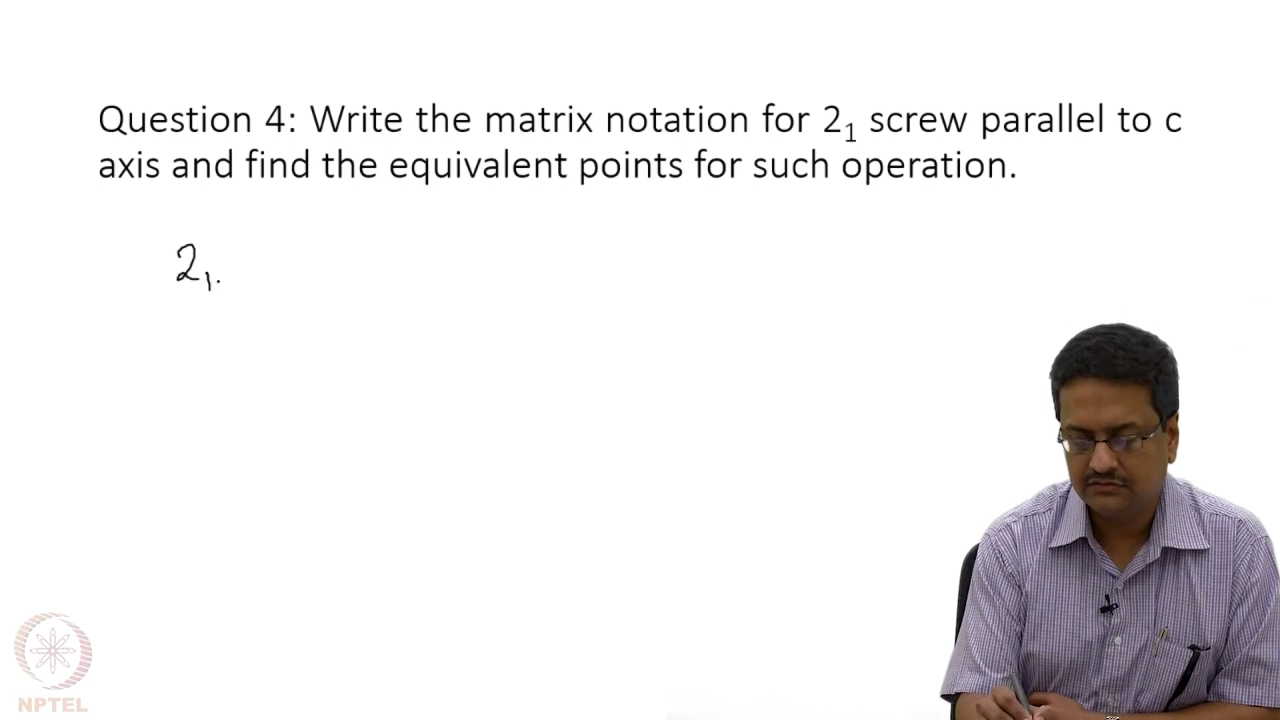 Question 4: Write the matrix notation for 2₁ screw parallel to c
axis and find the equivalent points for such operation.
2₁.
NPTEL